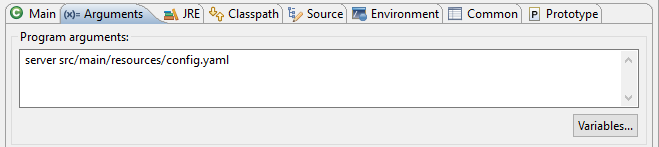 Main (x)= Arguments JRE Classpath Source Environment Common P Prototype
Program arguments:
server src/main/resources/config.yaml
Variables...